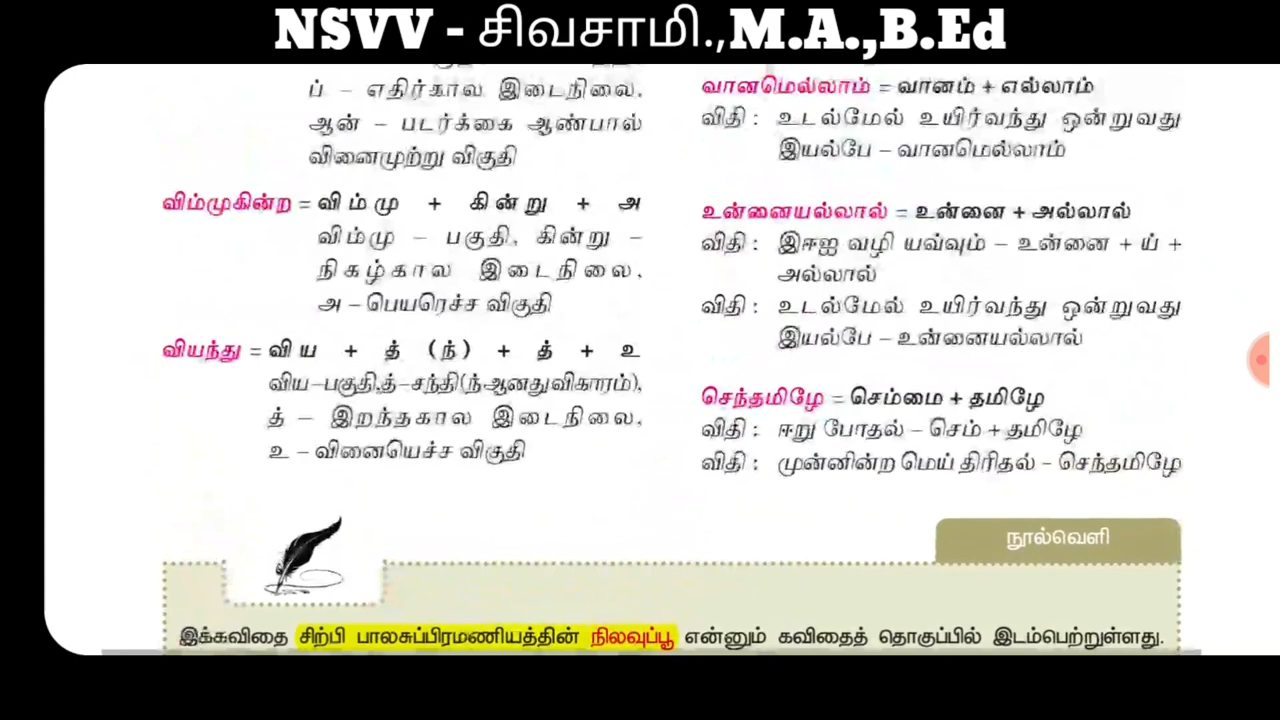 NSVV - சிவசாமி.,M.A.,B.Ed
ப் – எதிர்கால இடைநிலை,
ஆன் – படர்க்கை ஆண்பால்
வினைமுற்று விகுதி
விம்முகின்ற = விம்மு + கின்று + அ
விம்மு – பகுதி, கின்று –
நிகழ்கால இடைநிலை,
அ – பெயரெச்ச விகுதி
வியந்து = விய + த் (ந்) + த் + உ
விய–பகுதி,த்–சந்தி(ந்ஆனதுவிகாரம்),
த் – இறந்தகால இடைநிலை,
உ – வினையெச்ச விகுதி
வானமெல்லாம் = வானம் + எல்லாம்
விதி : உடல்மேல் உயிர்வந்து ஒன்றுவது
இயல்பே – வானமெல்லாம்
உன்னையல்லால் = உன்னை + அல்லால்
விதி : இஈஐ வழி யவ்வும் – உன்னை + ய் +
அல்லால்
விதி : உடல்மேல் உயிர்வந்து ஒன்றுவது
இயல்பே – உன்னையல்லால்
செந்தமிழே = செம்மை + தமிழே
விதி : ஈறு போதல் – செம் + தமிழே
விதி : முன்னின்ற மெய் திரிதல் – செந்தமிழே
நூல்வெளி
இக்கவிதை சிற்பி பாலசுப்பிரமணியத்தின் நிலவுப்பூ என்னும் கவிதைத் தொகுப்பில் இடம்பெற்றுள்ளது.